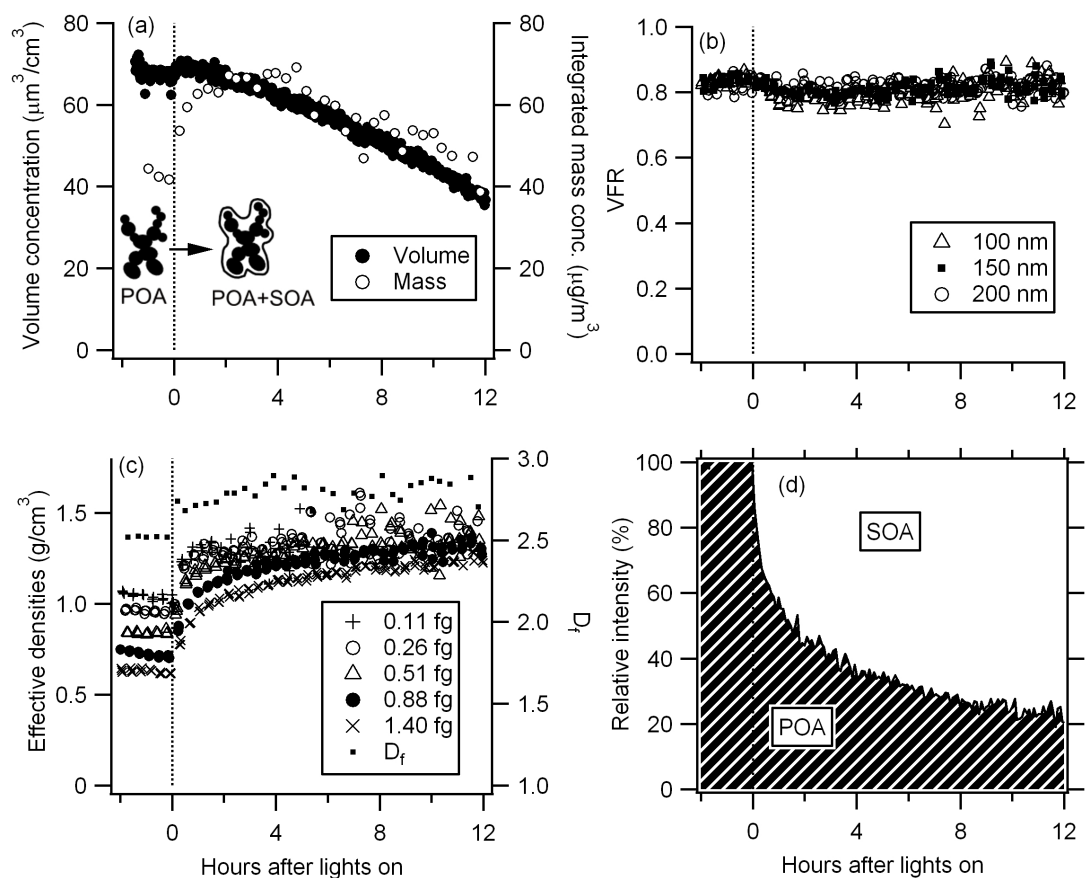 (a)
Volume concentration (μm³/cm³)
80
60
40
20
0
80
60
40
20
0
Integrated mass conc. (μg/m³)
POA
POA+SOA
Volume
Mass
0 4 8 12
(b)
VFR
1.0
0.8
0.6
0.4
0.2
0.0
100 nm
150 nm
200 nm
0 4 8 12
(c)
Effective densities (g/cm³)
1.5
1.0
0.5
0.0
3.0
2.5
2.0
1.5
1.0
D_f
0.11 fg
0.26 fg
0.51 fg
0.88 fg
1.40 fg
D_f
0 4 8 12
Hours after lights on
(d)
Relative intensity (%)
100
80
60
40
20
0
SOA
POA
0 4 8 12
Hours after lights on